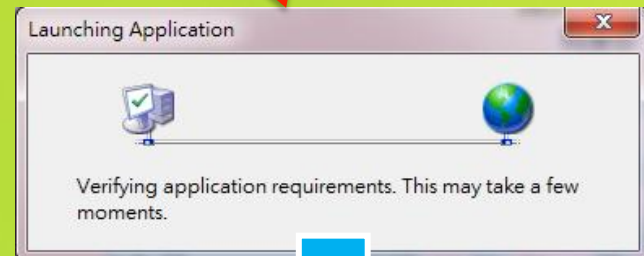 Launching Application
Verifying application requirements. This may take a few
moments.